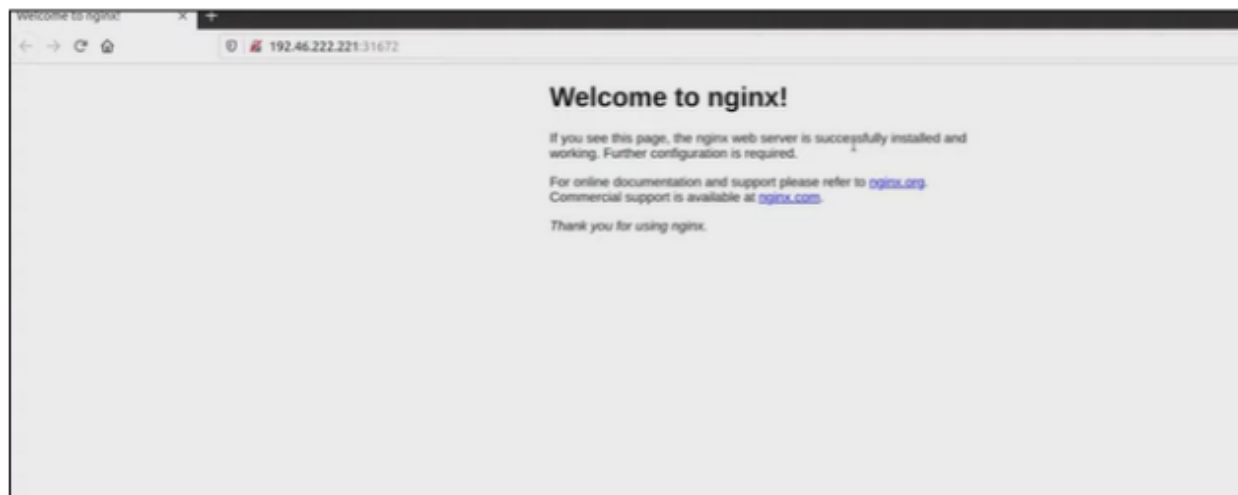 Welcome to nginx!
192.46.222.221:31672
Welcome to nginx!
If you see this page, the nginx web server is successfully installed and
working. Further configuration is required.
For online documentation and support please refer to nginx.org.
Commercial support is available at nginx.com.
Thank you for using nginx.